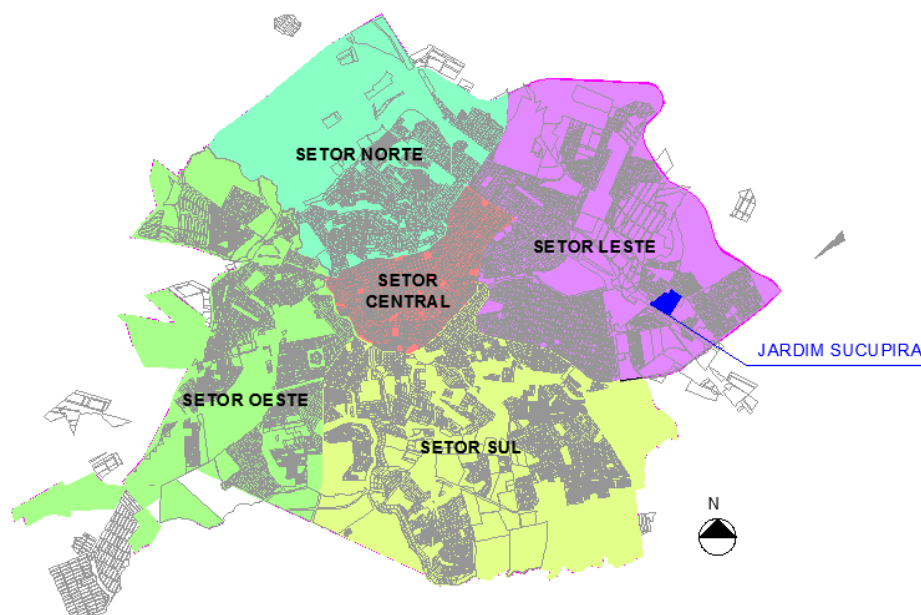 SETOR NORTE
SETOR LESTE
SETOR
CENTRAL
JARDIM SUCUPIRA
SETOR OESTE
SETOR SUL
N